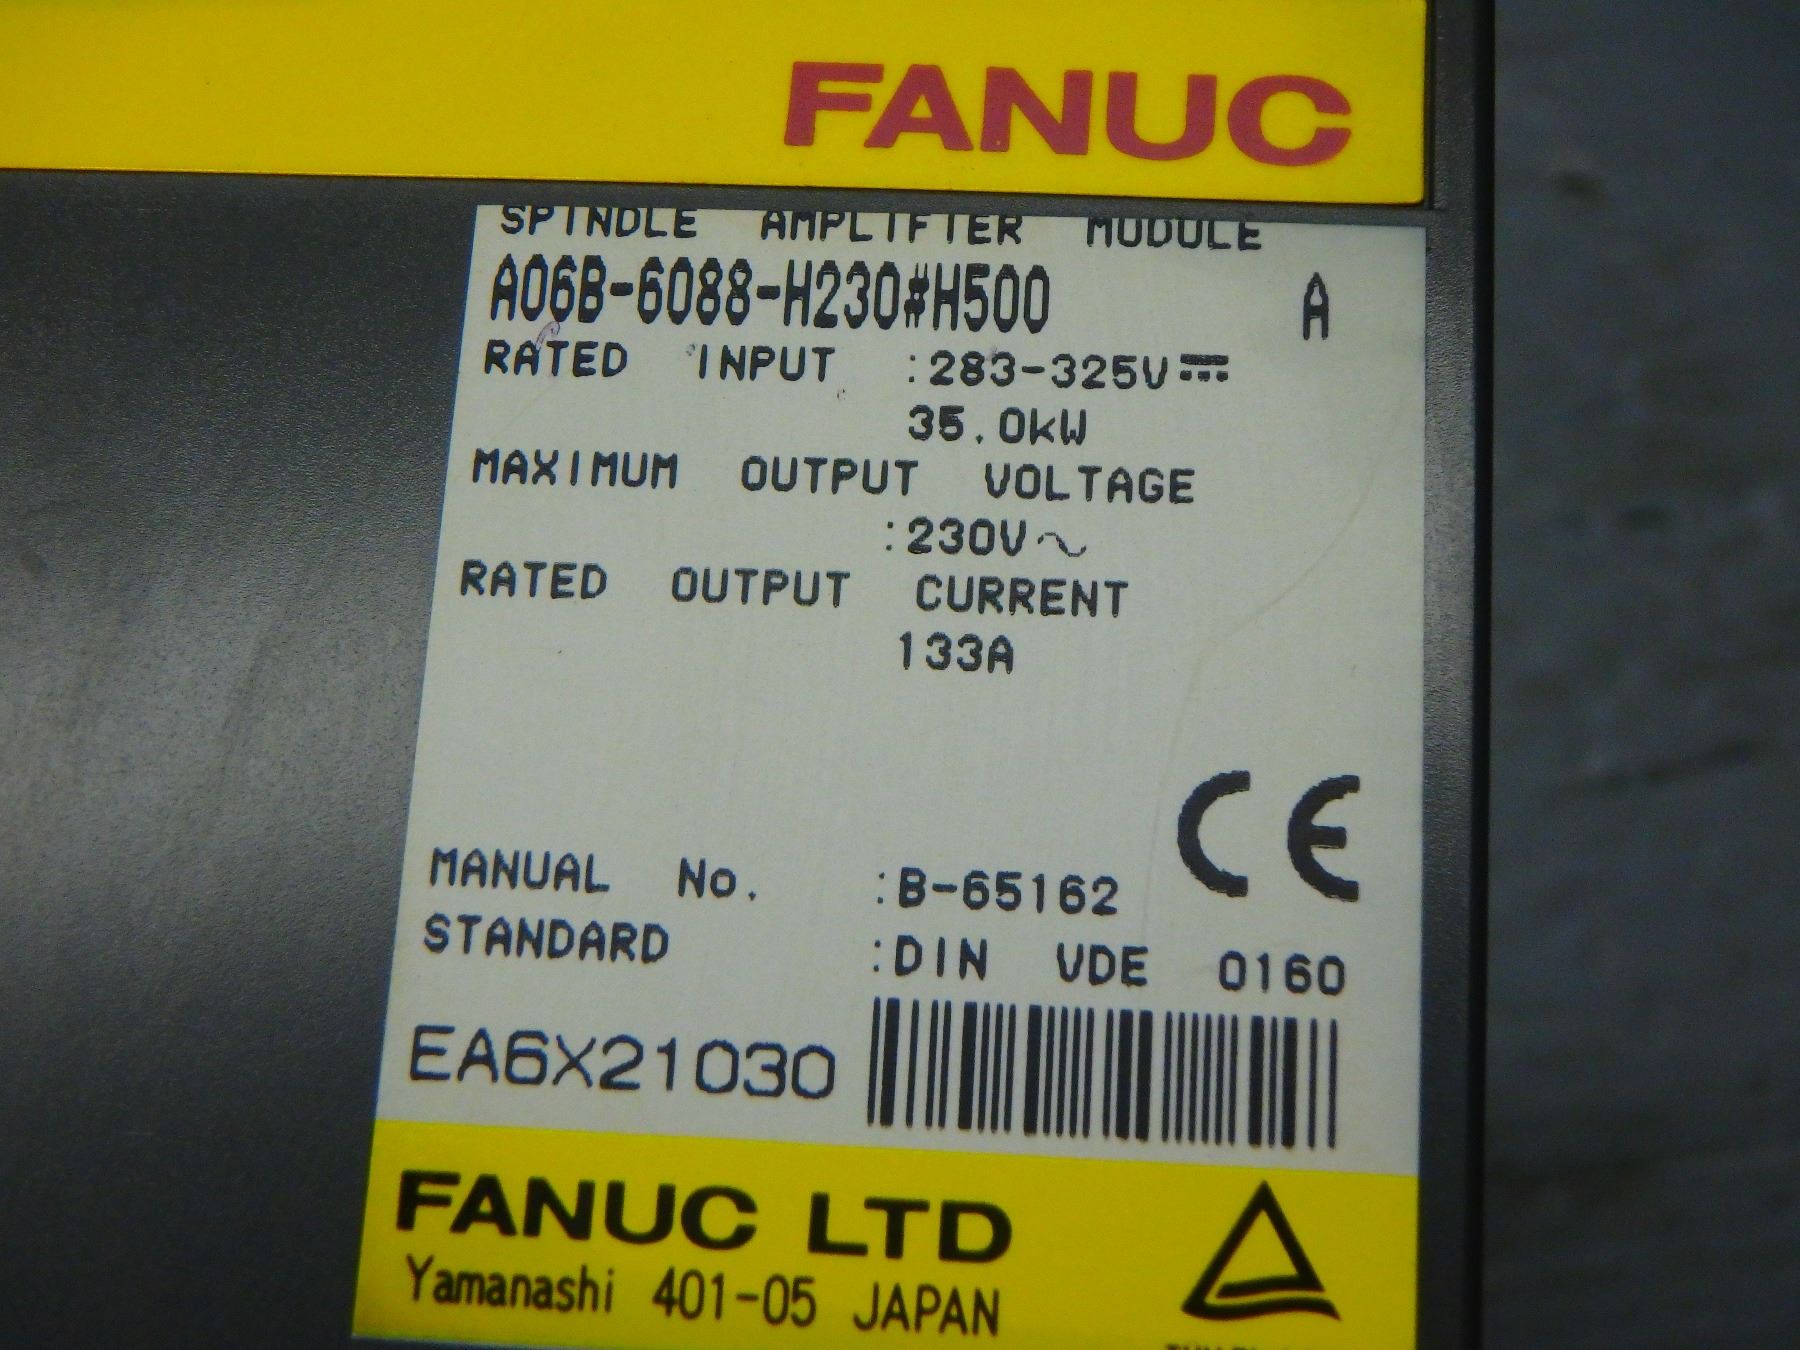 FANUC
SPINDLE AMPLIFIER MODULE
A06B-6088-H230#H500 A
RATED INPUT :283-325V⎓
35.0kW
MAXIMUM OUTPUT VOLTAGE
:230V～
RATED OUTPUT CURRENT
133A
CE
MANUAL No. :B-65162
STANDARD :DIN VDE 0160
EA6X21030
FANUC LTD
Yamanashi 401-05 JAPAN